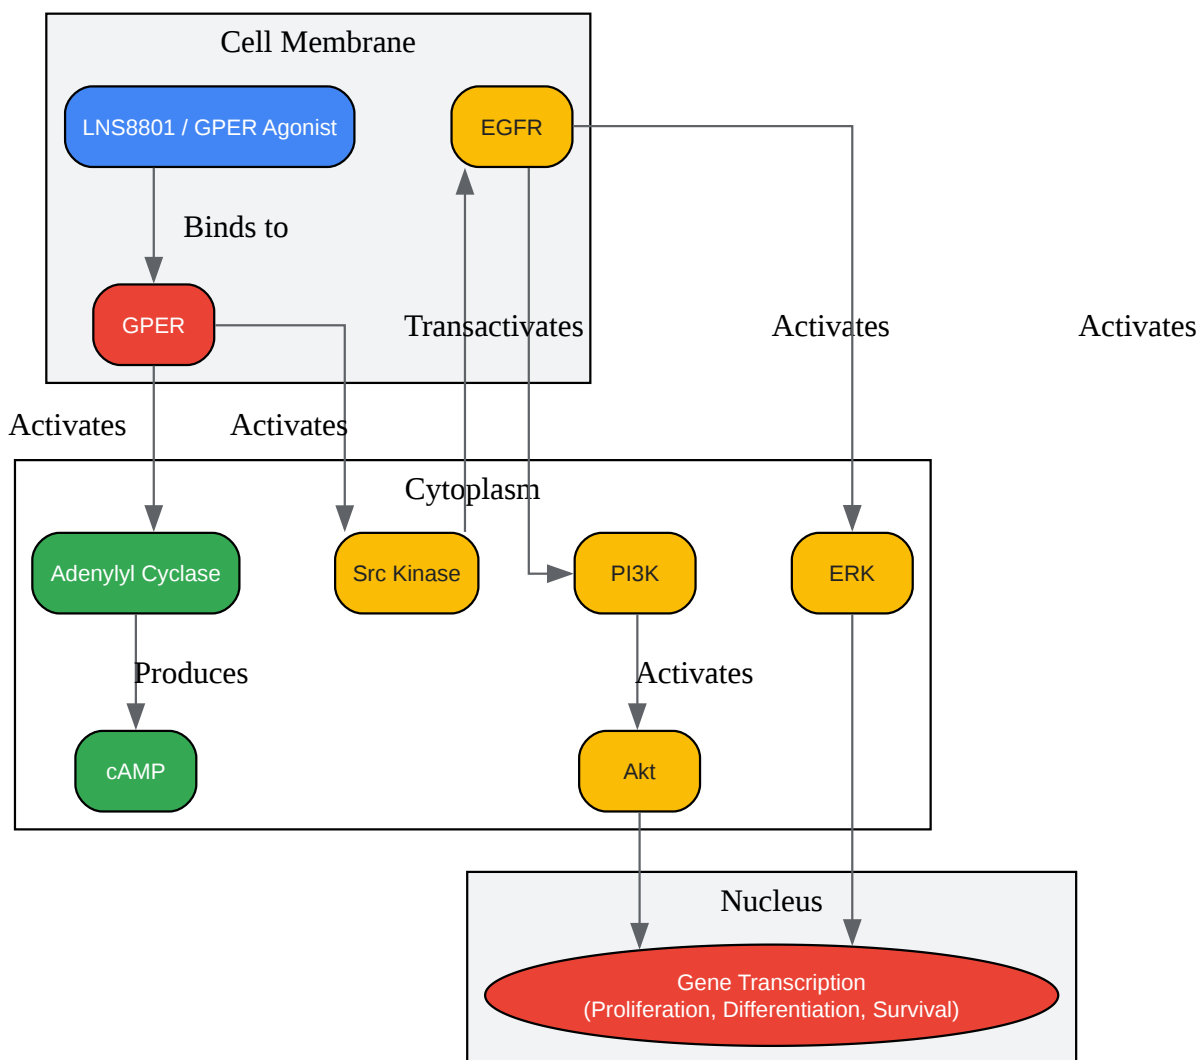 Cell Membrane
LNS8801 / GPER Agonist
EGFR
Binds to
GPER
Transactivates
Activates
Activates
Activates
Activates
Cytoplasm
Adenylyl Cyclase
Src Kinase
PI3K
ERK
Produces
Activates
cAMP
Akt
Nucleus
Gene Transcription
(Proliferation, Differentiation, Survival)